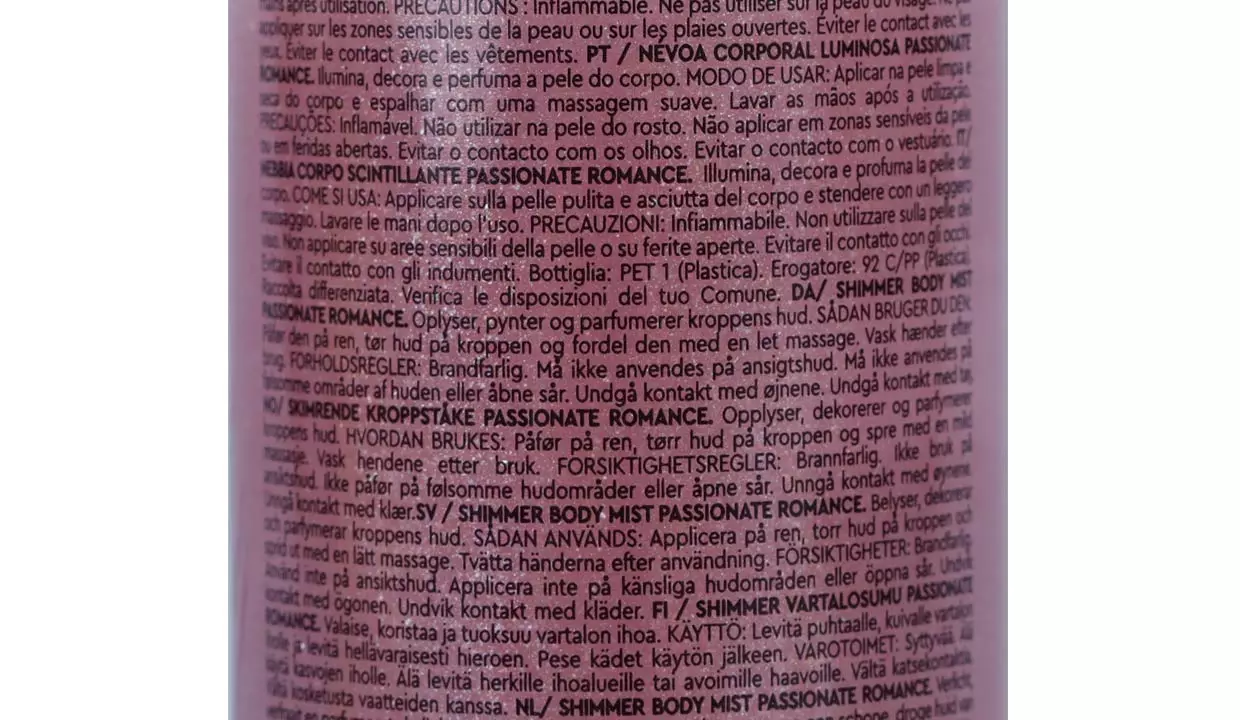 après utilisation. PRÉCAUTIONS : Inflammable. Ne pas utiliser sur la peau du visage. Ne pas
appliquer sur les zones sensibles de la peau ou sur les plaies ouvertes. Éviter le contact avec les
yeux. Éviter le contact avec les vêtements. PT / NÉVOA CORPORAL LUMINOSA PASSIONATE
ROMANCE. Ilumina, decora e perfuma a pele do corpo. MODO DE USAR: Aplicar na pele limpa e
seca do corpo e espalhar com uma massagem suave. Lavar as mãos após a utilização.
PRECAUÇÕES: Inflamável. Não utilizar na pele do rosto. Não aplicar em zonas sensíveis da pele
ou em feridas abertas. Evitar o contacto com os olhos. Evitar o contacto com o vestuário. IT/
NEBBIA CORPO SCINTILLANTE PASSIONATE ROMANCE. Illumina, decora e profuma la pelle del
corpo. COME SI USA: Applicare sulla pelle pulita e asciutta del corpo e stendere con un leggero
massaggio. Lavare le mani dopo l'uso. PRECAUZIONI: Infiammabile. Non utilizzare sulla pelle del
viso. Non applicare su aree sensibili della pelle o su ferite aperte. Evitare il contatto con gli occhi.
Evitare il contatto con gli indumenti. Bottiglia: PET 1 (Plastica). Erogatore: 92 C/PP (Plastica).
Raccolta differenziata. Verifica le disposizioni del tuo Comune. DA/ SHIMMER BODY MIST
PASSIONATE ROMANCE. Oplyser, pynter og parfumerer kroppens hud. SÅDAN BRUGER DU DEN:
Påfør den på ren, tør hud på kroppen og fordel den med en let massage. Vask hænder efter
brug. FORHOLDSREGLER: Brandfarlig. Må ikke anvendes på ansigtshud. Må ikke anvendes på
følsomme områder af huden eller åbne sår. Undgå kontakt med øjnene. Undgå kontakt med tøj.
NO/ SKIMRENDE KROPPSTÅKE PASSIONATE ROMANCE. Opplyser, dekorerer og parfymerer
kroppens hud. HVORDAN BRUKES: Påfør på ren, tørr hud på kroppen og spre med en mild
massasje. Vask hendene etter bruk. FORSIKTIGHETSREGLER: Brannfarlig. Ikke bruk på
ansiktshud. Ikke påfør på følsomme hudområder eller åpne sår. Unngå kontakt med øynene.
Unngå kontakt med klær.SV / SHIMMER BODY MIST PASSIONATE ROMANCE. Belyser, dekorerar
och parfymerar kroppens hud. SÅDAN ANVÄNDS: Applicera på ren, torr hud på kroppen och
sprid ut med en lätt massage. Tvätta händerna efter användning. FÖRSIKTIGHETER: Brandfarlig.
Använd inte på ansiktshud. Applicera inte på känsliga hudområden eller öppna sår. Undvik
kontakt med ögonen. Undvik kontakt med kläder. FI / SHIMMER VARTALOSUMU PASSIONATE
ROMANCE. Valaise, koristaa ja tuoksuu vartalon ihoa. KÄYTTÖ: Levitä puhtaalle, kuivalle vartalon
iholle ja levitä hellävaraisesti hieroen. Pese kädet käytön jälkeen. VAROTOIMET: Syttyvää. Älä
käytä kasvojen iholle. Älä levitä herkille ihoalueille tai avoimille haavoille. Vältä katsekontaktia.
Vältä kosketusta vaatteiden kanssa. NL/ SHIMMER BODY MIST PASSIONATE ROMANCE. Verlicht,
schone, droge huid van